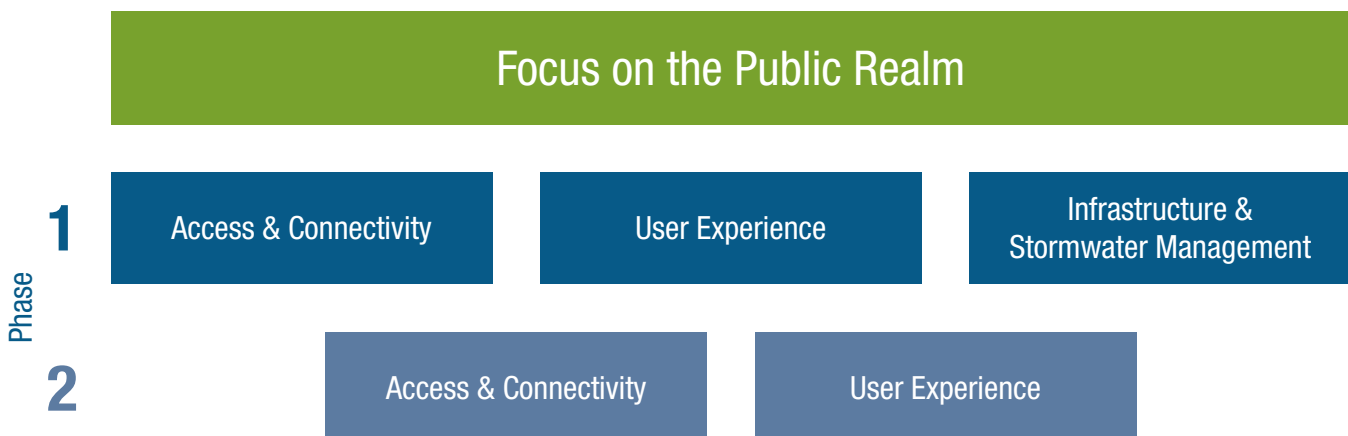 Focus on the Public Realm
Phase
1
Access & Connectivity
User Experience
Infrastructure &
Stormwater Management
2
Access & Connectivity
User Experience